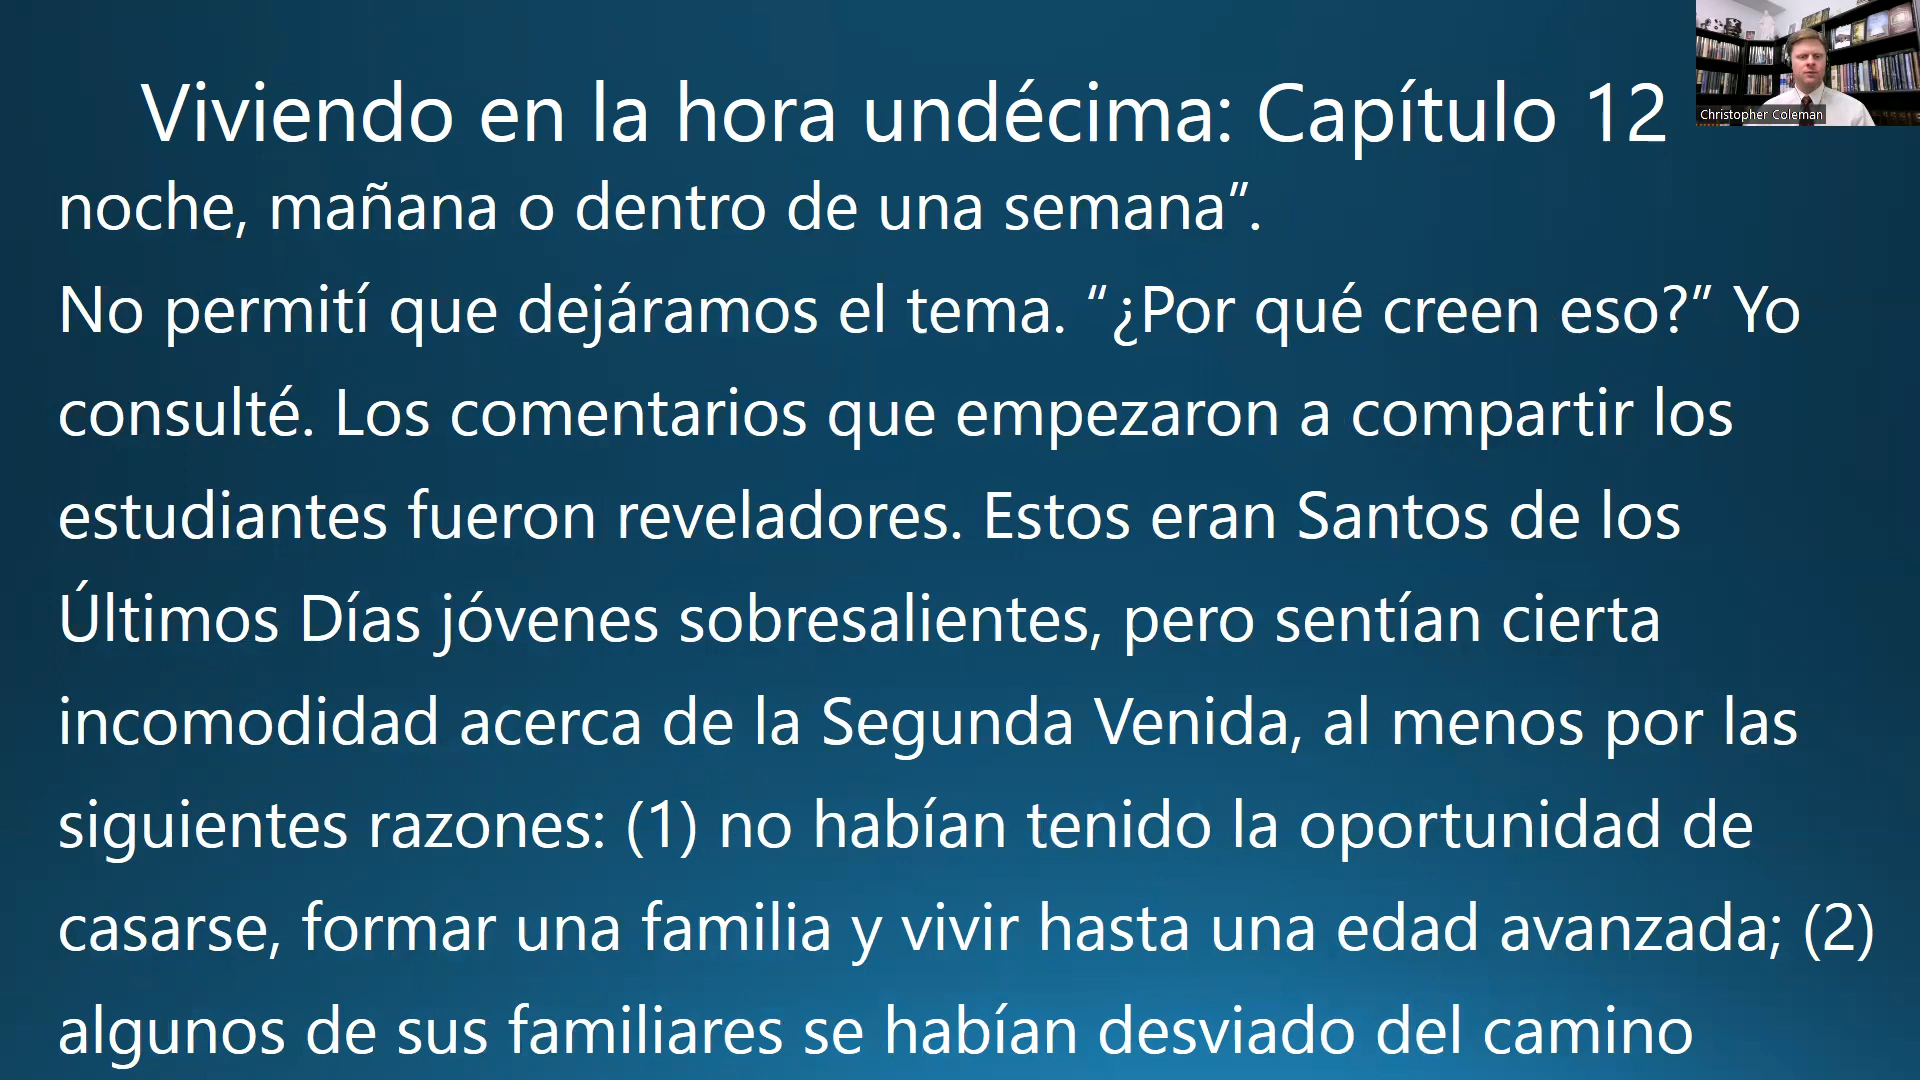 Viviendo en la hora undécima: Capítulo 12
Christopher Coleman
noche, mañana o dentro de una semana”.
No permití que dejáramos el tema. “¿Por qué creen eso?” Yo
consulté. Los comentarios que empezaron a compartir los
estudiantes fueron reveladores. Estos eran Santos de los
Últimos Días jóvenes sobresalientes, pero sentían cierta
incomodidad acerca de la Segunda Venida, al menos por las
siguientes razones: (1) no habían tenido la oportunidad de
casarse, formar una familia y vivir hasta una edad avanzada; (2)
algunos de sus familiares se habían desviado del camino